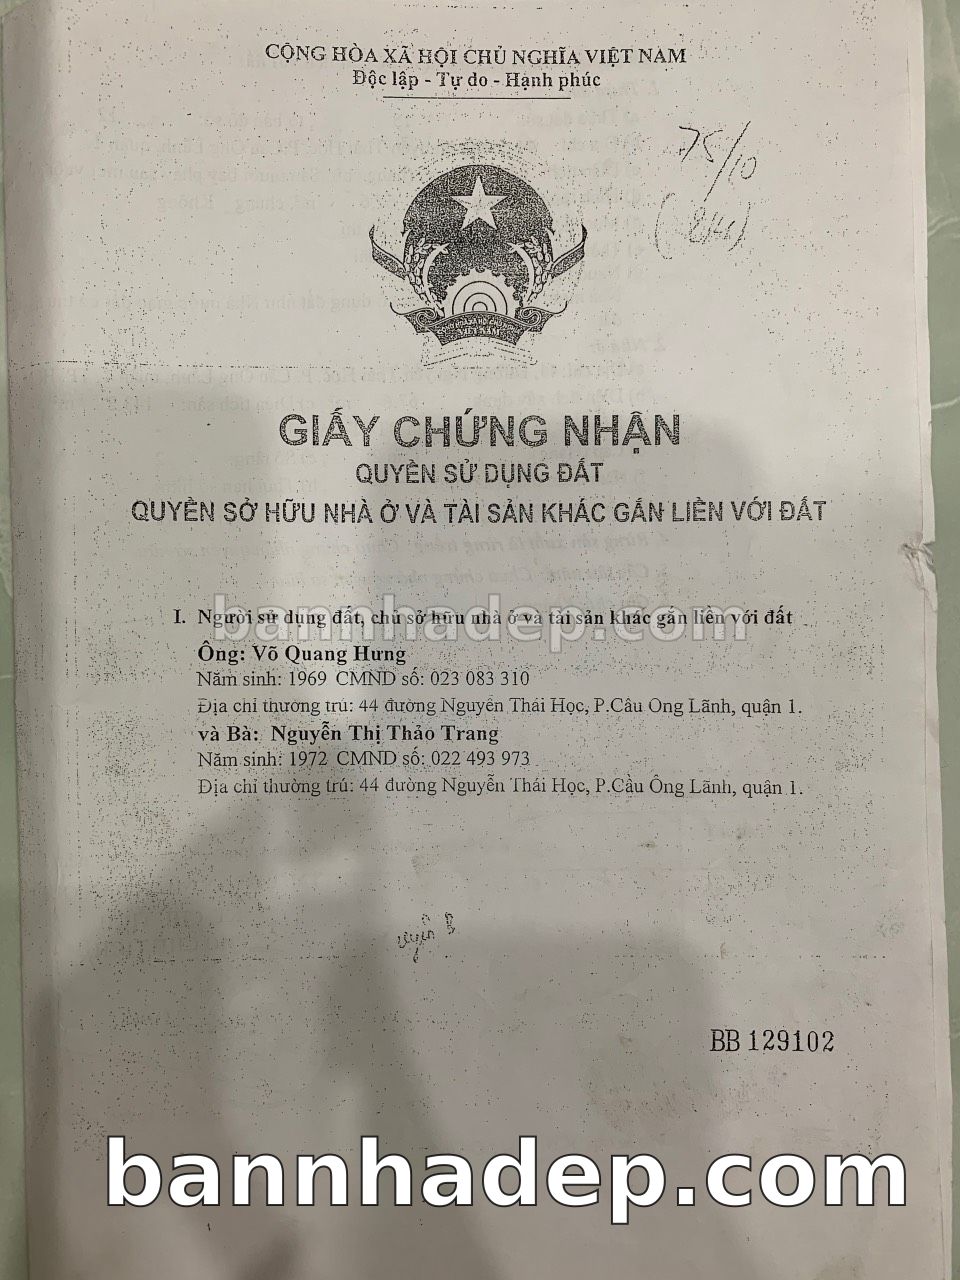 CỘNG HÒA XÃ HỘI CHỦ NGHĨA VIỆT NAM
Độc lập - Tự do - Hạnh phúc
75/10
VIỆT NAM
GIẤY CHỨNG NHẬN
QUYỀN SỬ DỤNG ĐẤT
QUYỀN SỞ HỮU NHÀ Ở VÀ TÀI SẢN KHÁC GẮN LIỀN VỚI ĐẤT
bannhadep.com
I. Người sử dụng đất, chủ sở hữu nhà ở và tài sản khác gắn liền với đất
Ông: Võ Quang Hưng
Năm sinh: 1969 CMND số: 023 083 310
Địa chỉ thường trú: 44 đường Nguyễn Thái Học, P.Cầu Ông Lãnh, quận 1.
và Bà: Nguyễn Thị Thảo Trang
Năm sinh: 1972 CMND số: 022 493 973
Địa chỉ thường trú: 44 đường Nguyễn Thái Học, P.Cầu Ông Lãnh, quận 1.
BB 129102
bannhadep.com